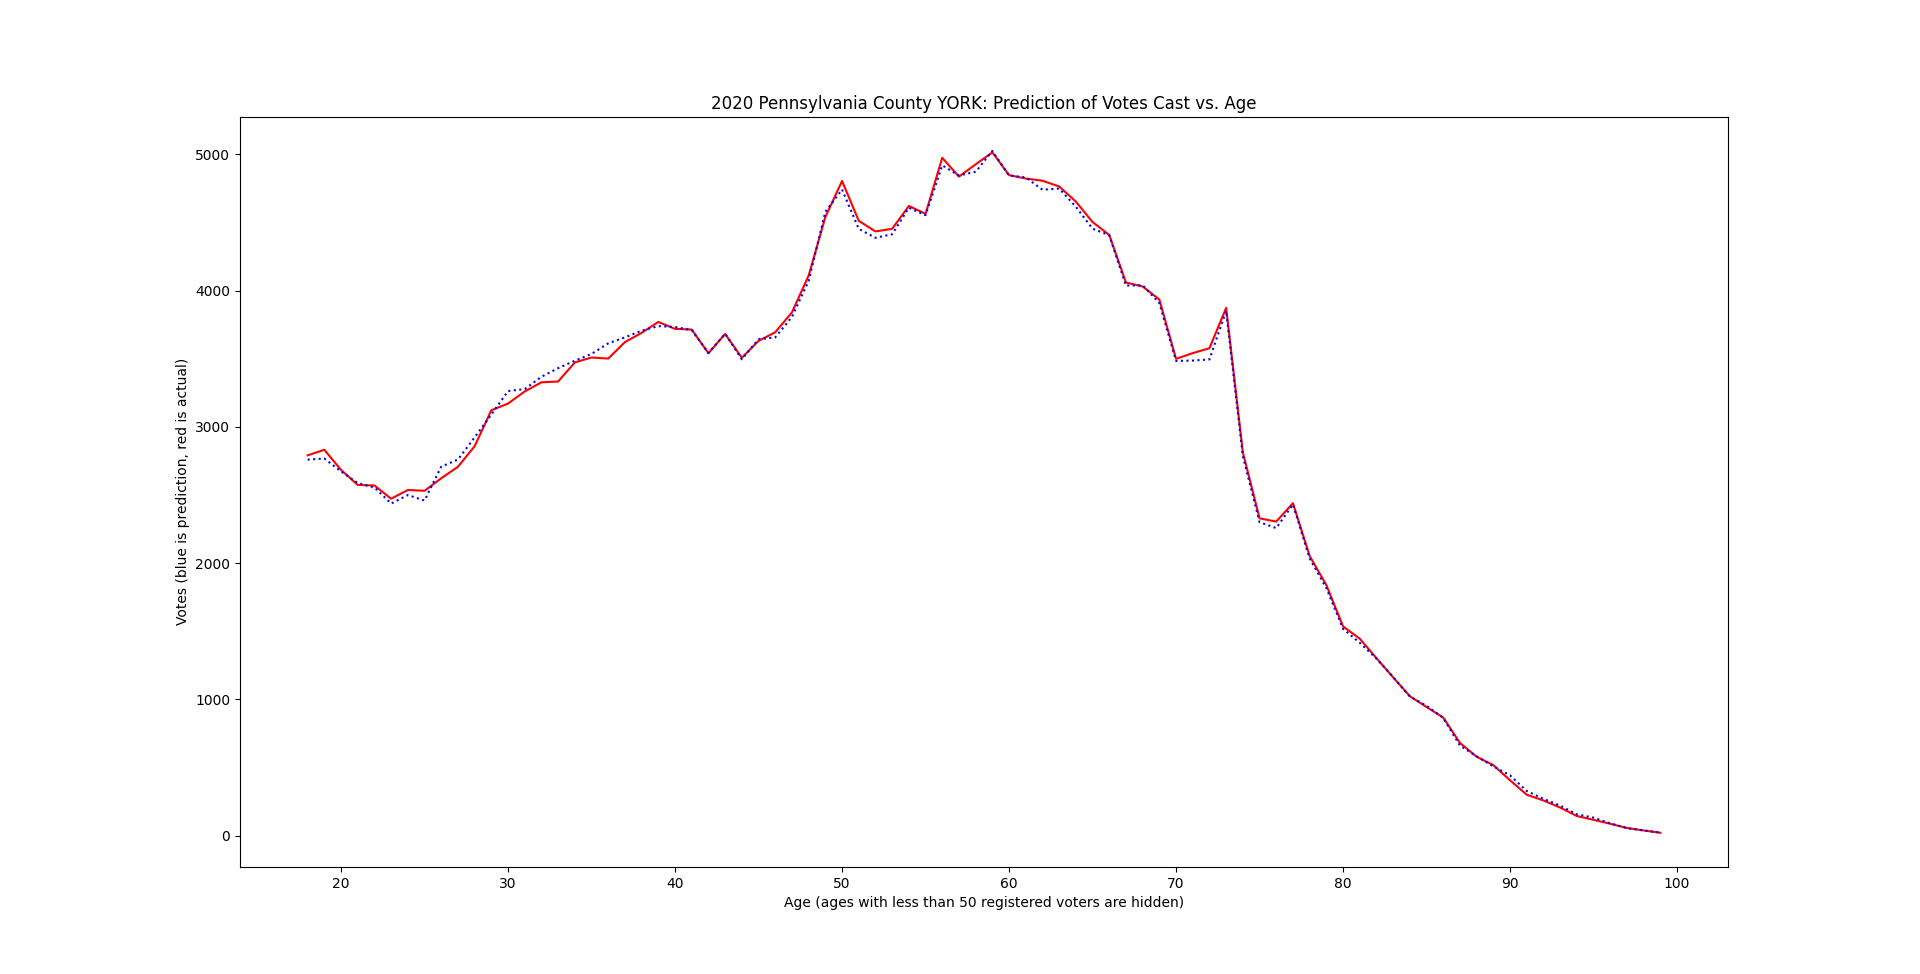 2020 Pennsylvania County YORK: Prediction of Votes Cast vs. Age
Votes (blue is prediction, red is actual)
5000
4000
3000
2000
1000
0
20 30 40 50 60 70 80 90 100
Age (ages with less than 50 registered voters are hidden)